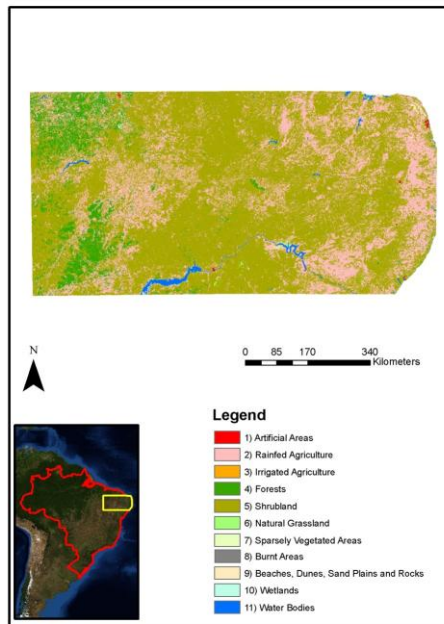 N
0 85 170 340
Kilometers
Legend
1) Artificial Areas
2) Rainfed Agriculture
3) Irrigated Agriculture
4) Forests
5) Shrubland
6) Natural Grassland
7) Sparsely Vegetated Areas
8) Burnt Areas
9) Beaches, Dunes, Sand Plains and Rocks
10) Wetlands
11) Water Bodies